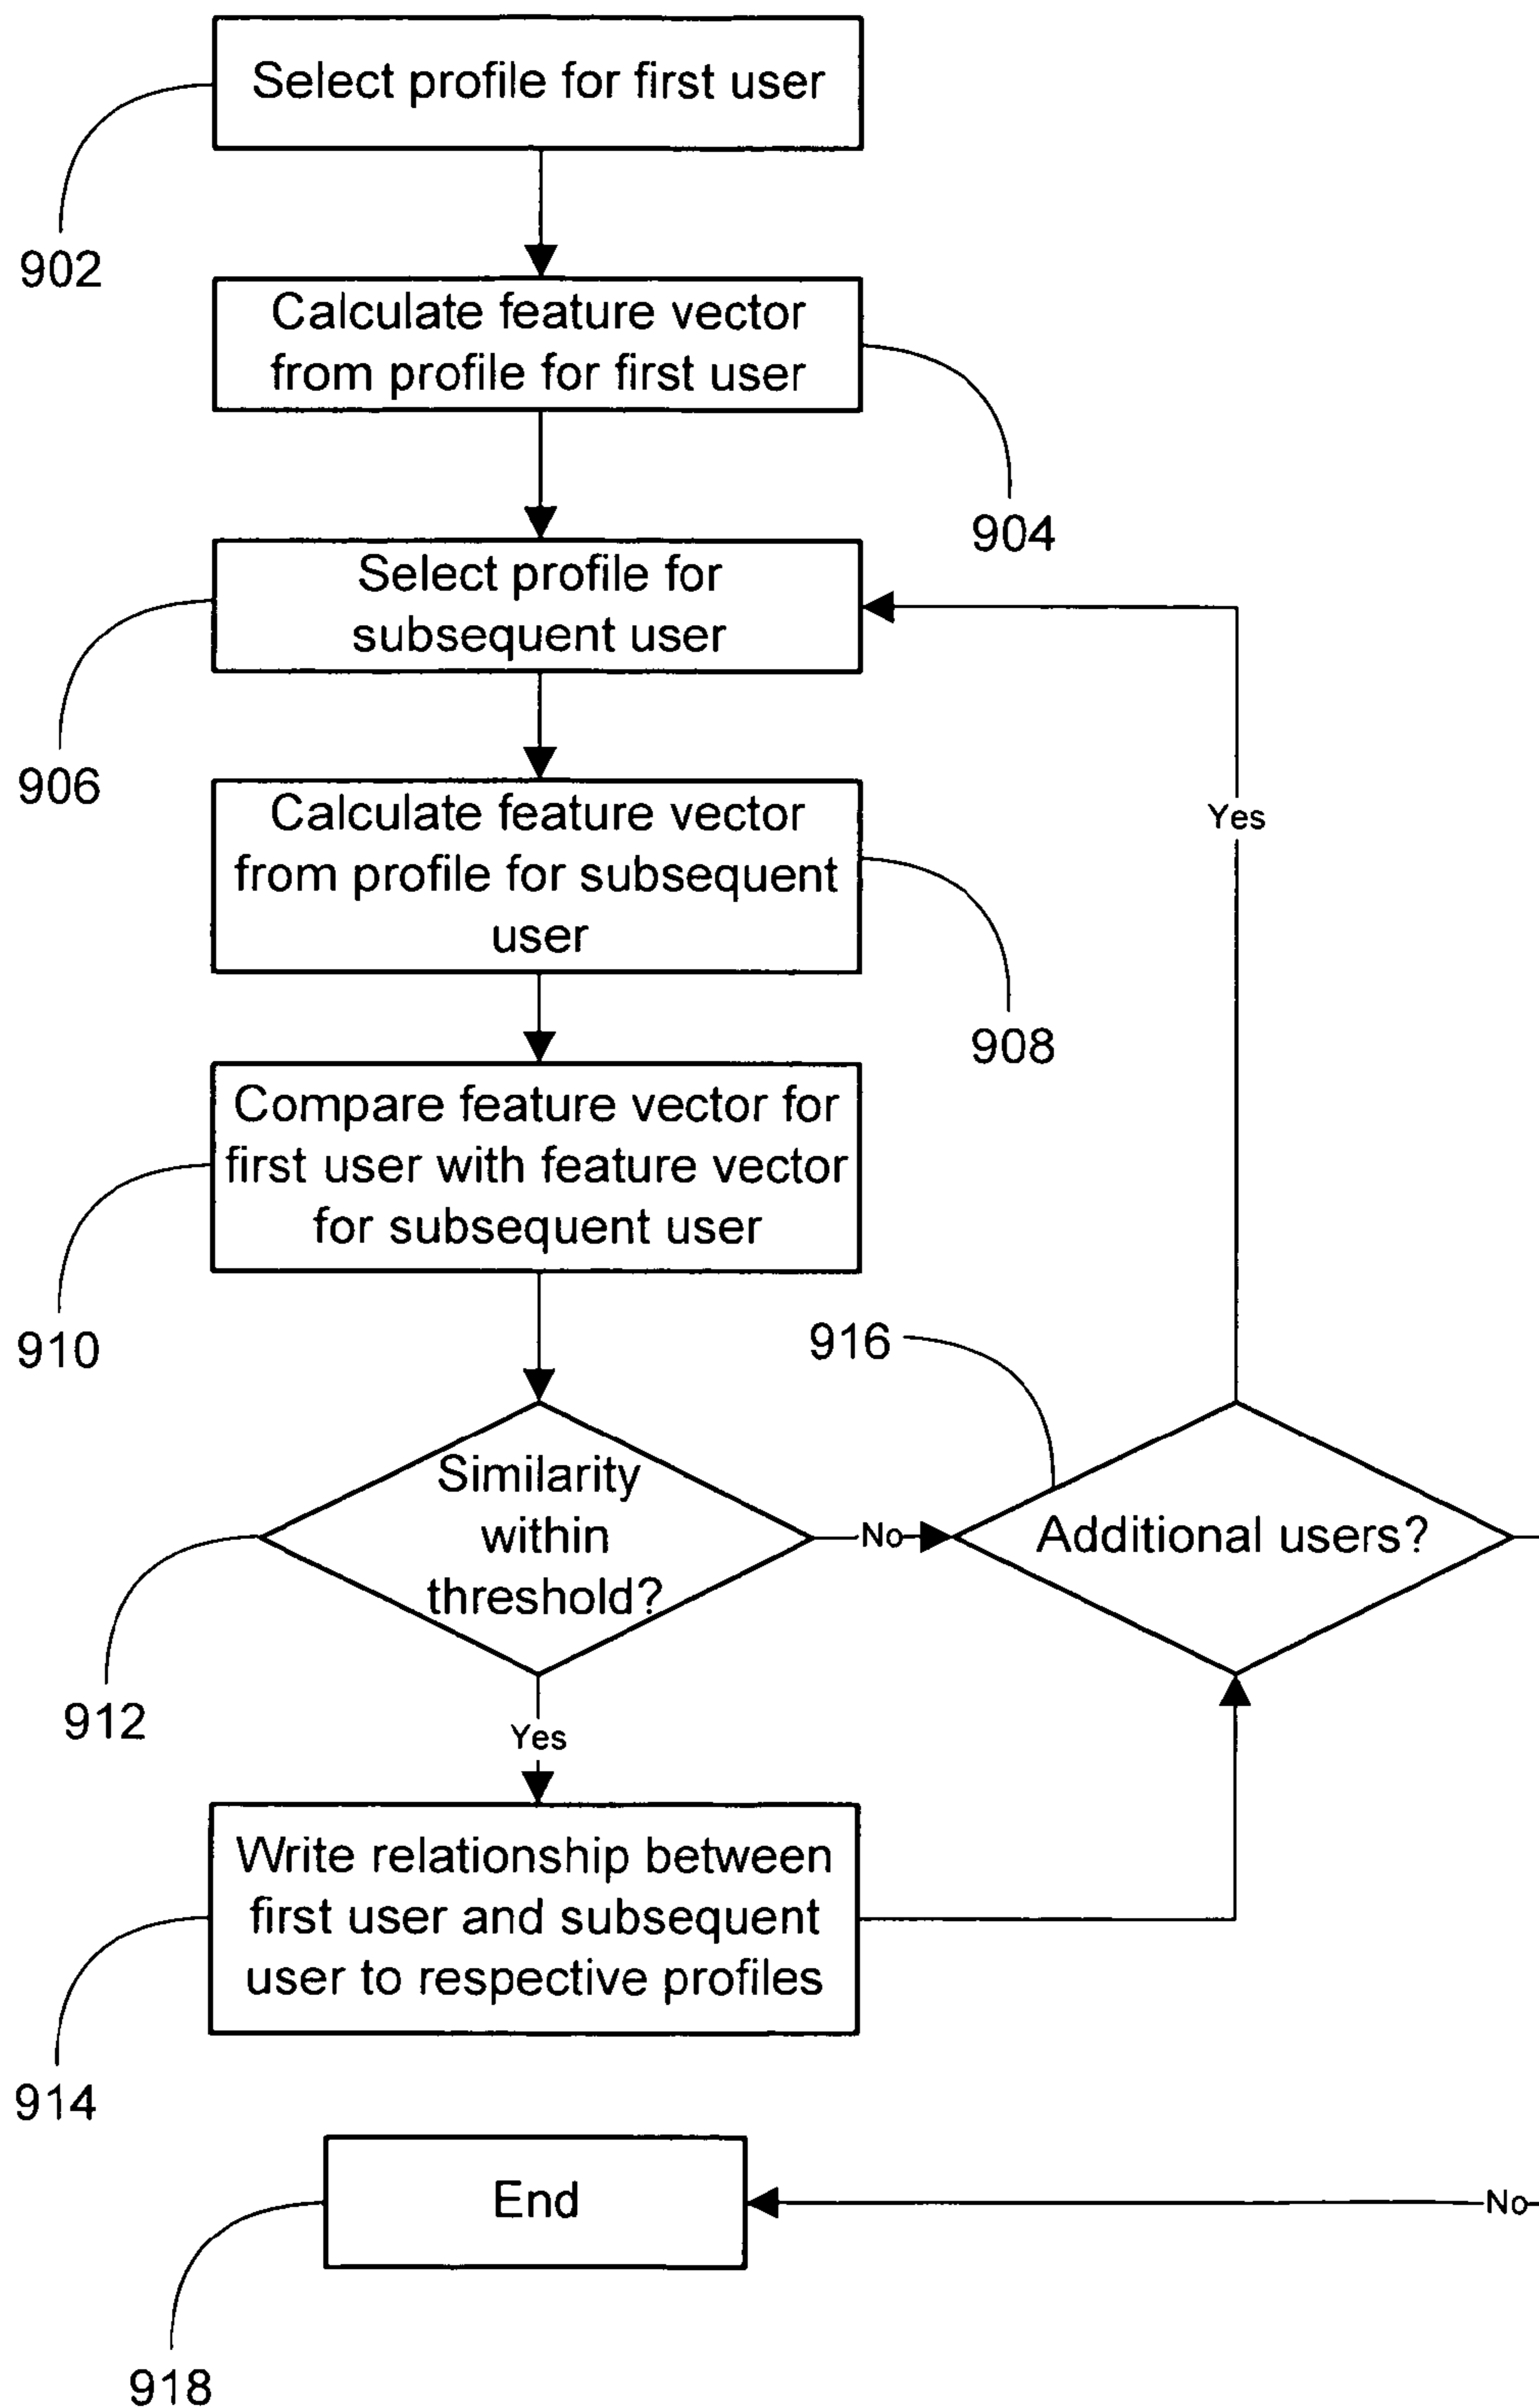 Select profile for first user
902
Calculate feature vector
from profile for first user
904
Select profile for
subsequent user
906
Calculate feature vector
from profile for subsequent
user
Yes
908
Compare feature vector for
first user with feature vector
for subsequent user
910
916
Similarity
within
threshold?
No
Additional users?
912
Yes
Write relationship between
first user and subsequent
user to respective profiles
914
End
No
918